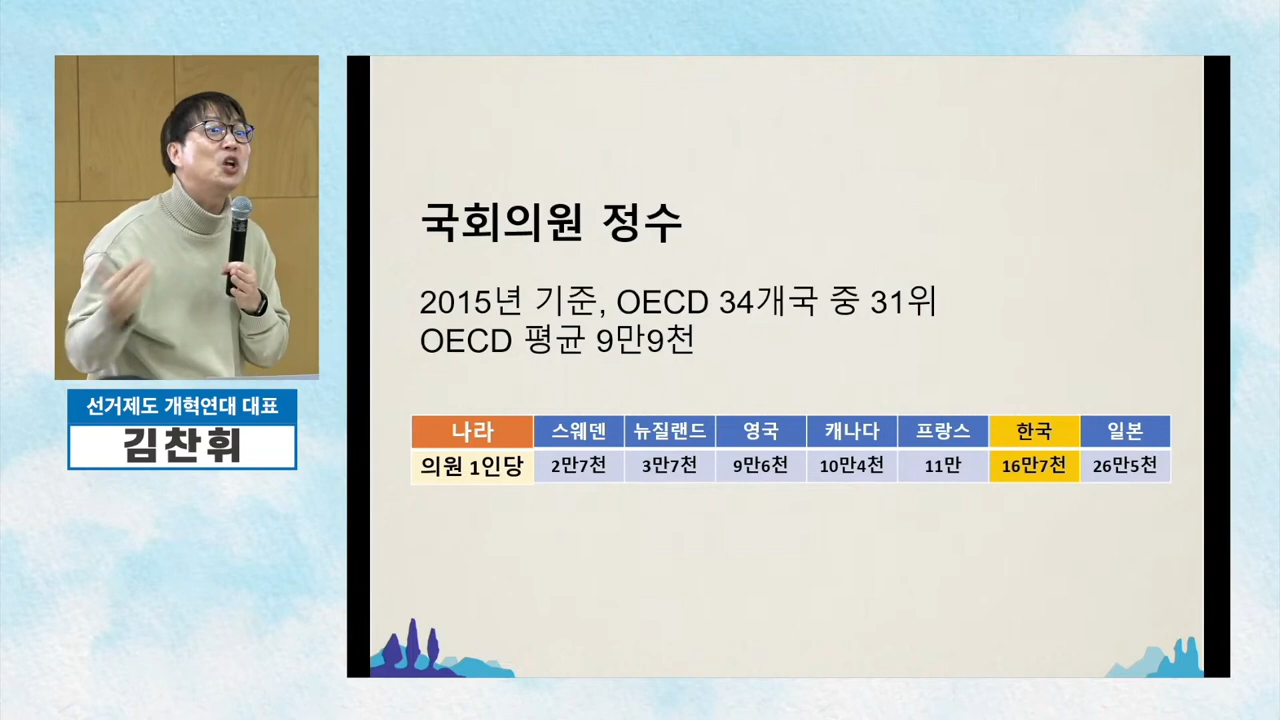 선거제도 개혁연대 대표
김찬휘
국회의원 정수
2015년 기준, OECD 34개국 중 31위
OECD 평균 9만9천
나라 스웨덴 뉴질랜드 영국 캐나다 프랑스 한국 일본
의원 1인당 2만7천 3만7천 9만6천 10만4천 11만 16만7천 26만5천